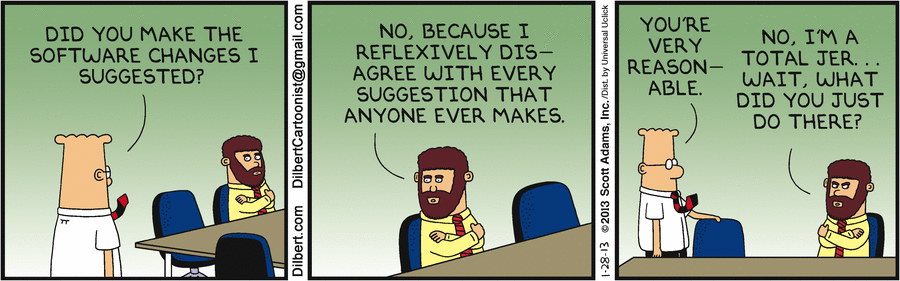 DID YOU MAKE THE
SOFTWARE CHANGES I
SUGGESTED?
Dilbert.com DilbertCartoonist@gmail.com
NO, BECAUSE I
REFLEXIVELY DIS-
AGREE WITH EVERY
SUGGESTION THAT
ANYONE EVER MAKES.
1-28-13 © 2013 Scott Adams, Inc. /Dist. by Universal Uclick
YOU'RE
VERY
REASON-
ABLE.
NO, I'M A
TOTAL JER...
WAIT, WHAT
DID YOU JUST
DO THERE?